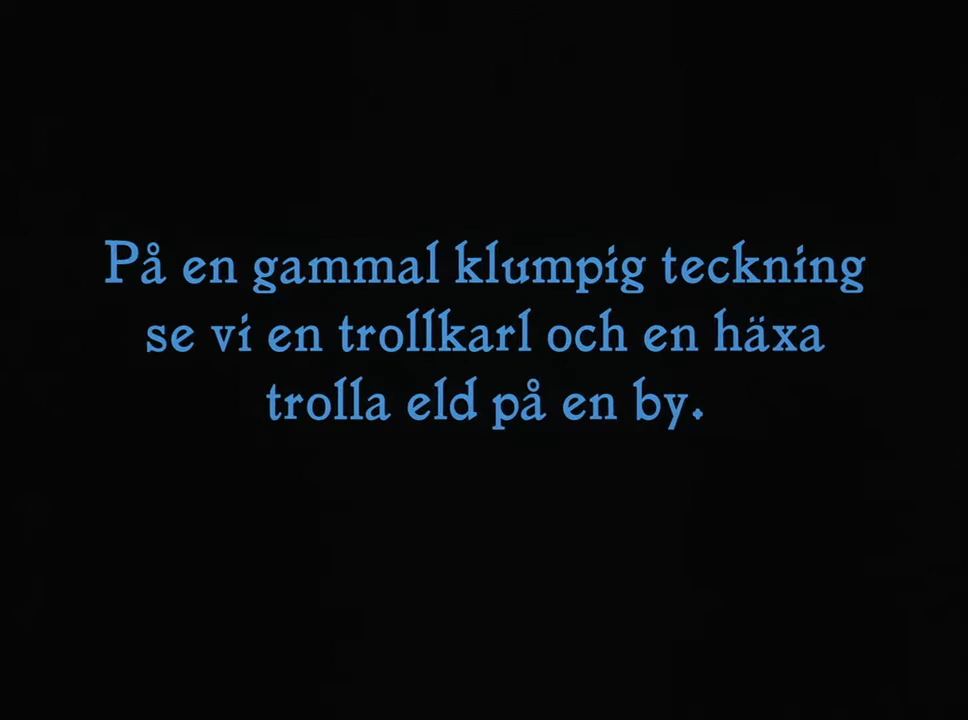 På en gammal klumpig teckning
se vi en trollkarl och en häxa
trolla eld på en by.